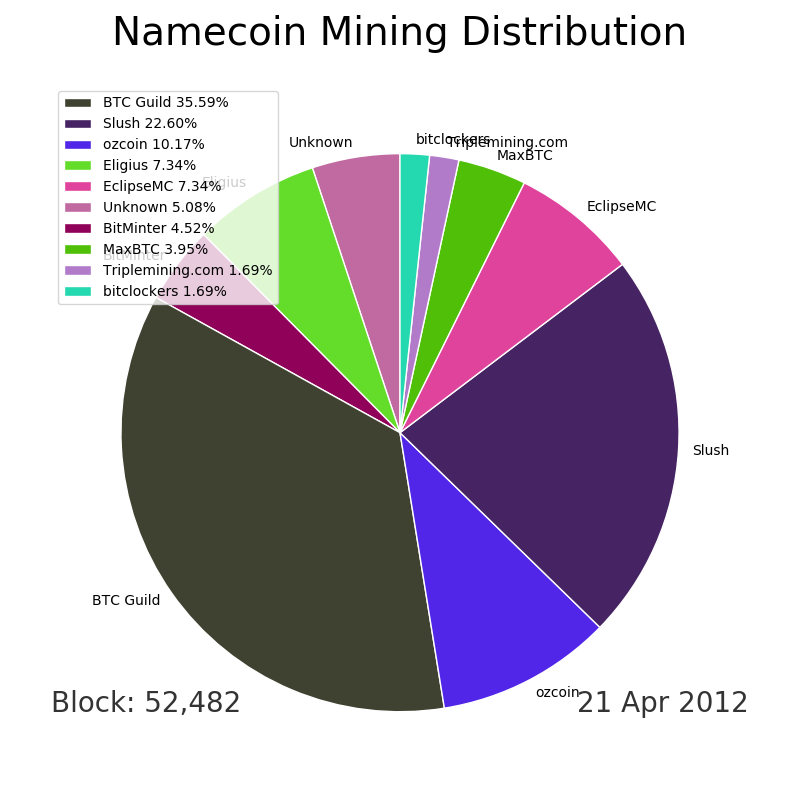 Namecoin Mining Distribution
BTC Guild 35.59%
Slush 22.60%
ozcoin 10.17%
Eligius 7.34%
EclipseMC 7.34%
Unknown 5.08%
BitMinter 4.52%
MaxBTC 3.95%
Triplemining.com 1.69%
bitclockers 1.69%
Unknown
bitclockers
Triplemining.com
MaxBTC
Eligius
EclipseMC
BitMinter
Slush
BTC Guild
ozcoin
Block: 52,482
21 Apr 2012